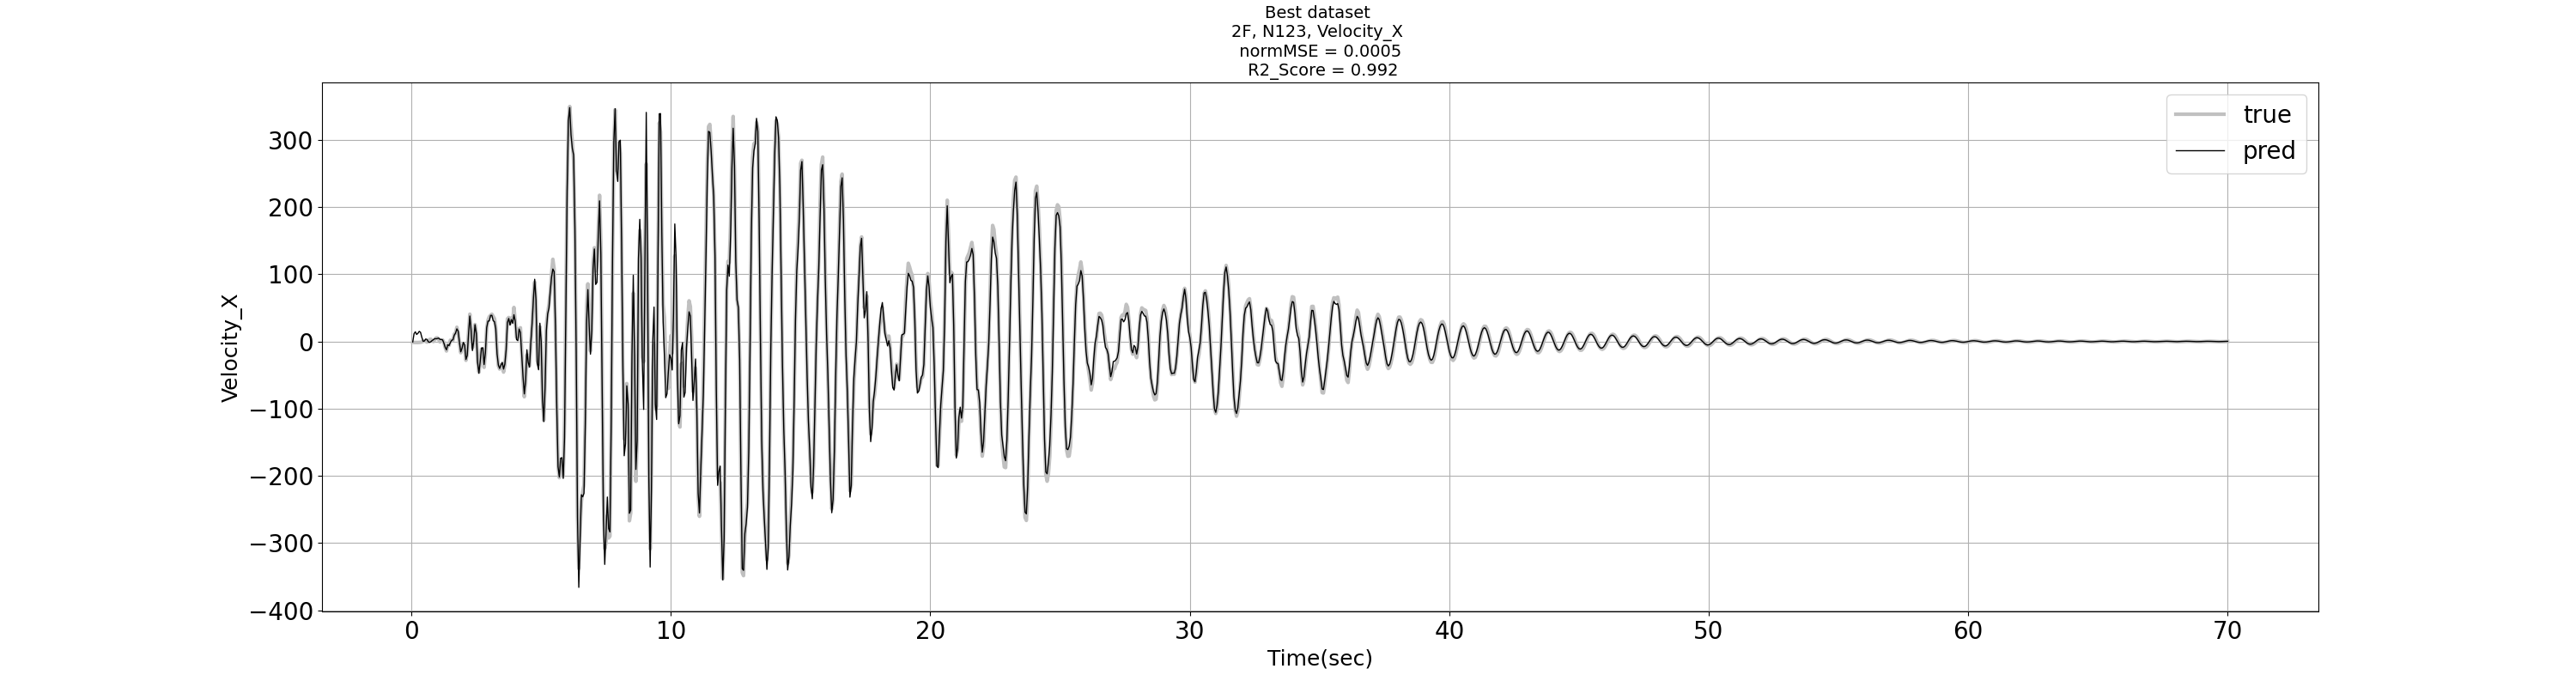 Best dataset
2F, N123, Velocity_X
normMSE = 0.0005
R2_Score = 0.992
true
pred
300
200
100
0
−100
−200
−300
−400
Velocity_X
0 10 20 30 40 50 60 70
Time(sec)